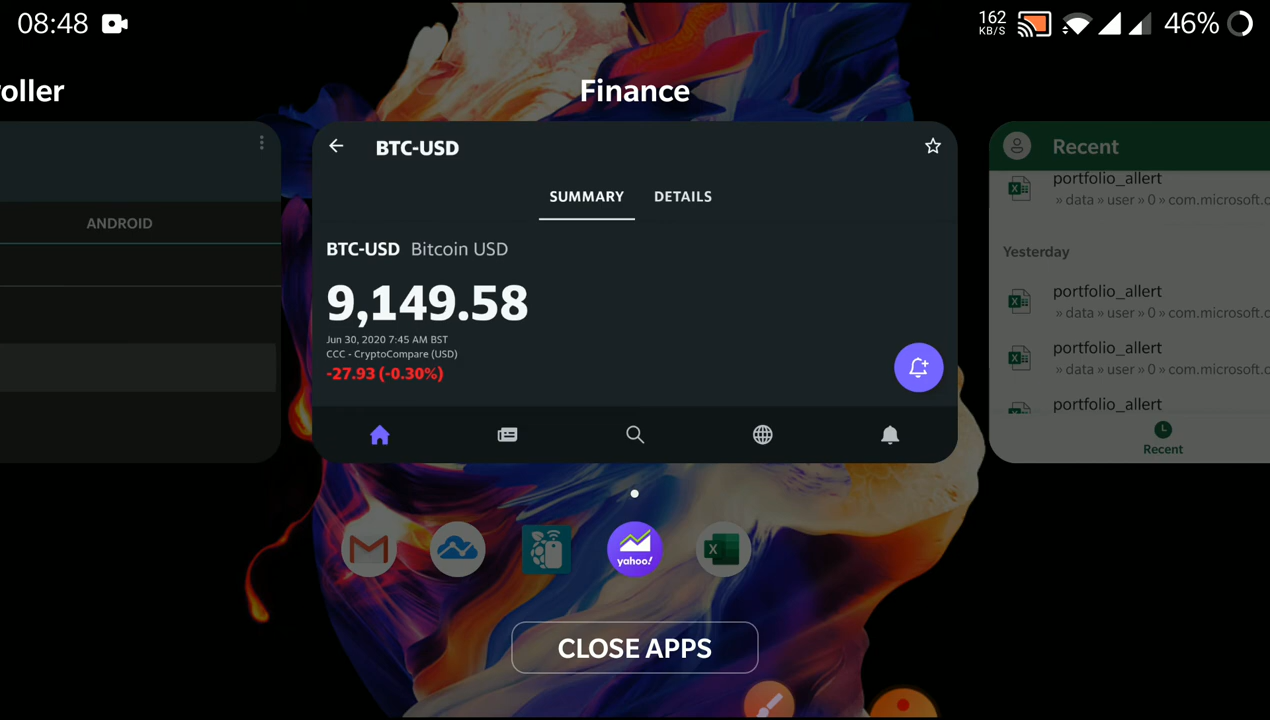 08:48
162
KB/S
46%
oller
Finance
ANDROID
BTC-USD
SUMMARY DETAILS
BTC-USD Bitcoin USD
9,149.58
Jun 30, 2020 7:45 AM BST
CCC - CryptoCompare (USD)
-27.93 (-0.30%)
Recent
portfolio_allert
» data » user » 0 » com.microsoft.c
Yesterday
portfolio_allert
» data » user » 0 » com.microsoft.c
portfolio_allert
» data » user » 0 » com.microsoft.c
portfolio_allert
Recent
yahoo!
X
CLOSE APPS